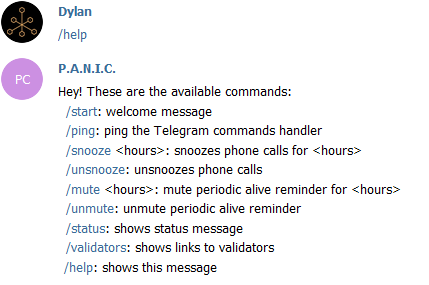 Dylan
/help
PC
P.A.N.I.C.
Hey! These are the available commands:
/start: welcome message
/ping: ping the Telegram commands handler
/snooze <hours>: snoozes phone calls for <hours>
/unsnooze: unsnoozes phone calls
/mute <hours>: mute periodic alive reminder for <hours>
/unmute: unmute periodic alive reminder
/status: shows status message
/validators: shows links to validators
/help: shows this message